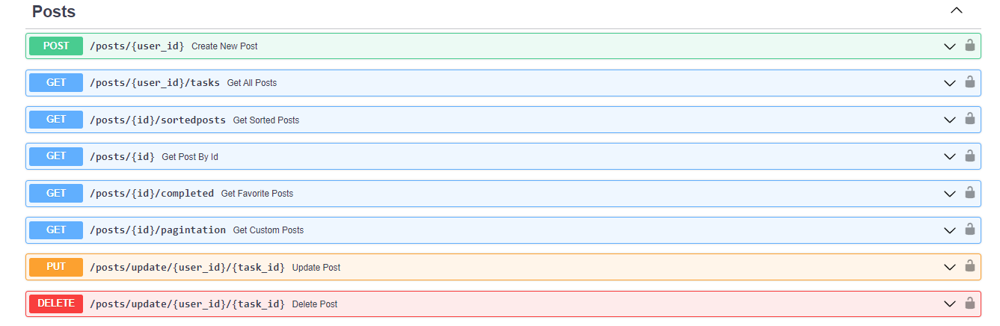 Posts
POST /posts/{user_id} Create New Post
GET /posts/{user_id}/tasks Get All Posts
GET /posts/{id}/sortedposts Get Sorted Posts
GET /posts/{id} Get Post By Id
GET /posts/{id}/completed Get Favorite Posts
GET /posts/{id}/pagintation Get Custom Posts
PUT /posts/update/{user_id}/{task_id} Update Post
DELETE /posts/update/{user_id}/{task_id} Delete Post